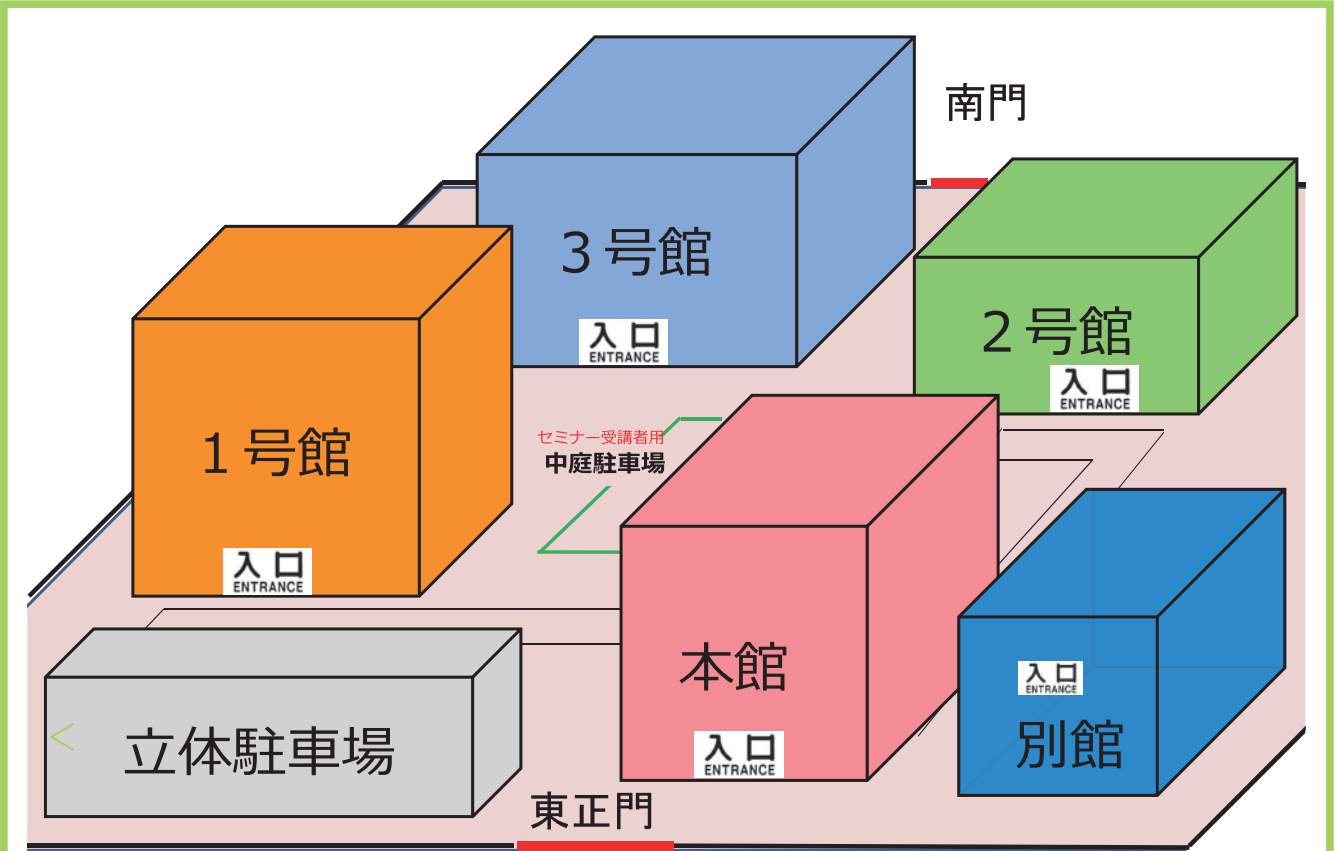 南門
３号館
入口
ENTRANCE
２号館
入口
ENTRANCE
１号館
入口
ENTRANCE
セミナー受講者用
中庭駐車場
本館
入口
ENTRANCE
入口
ENTRANCE
別館
立体駐車場
東正門